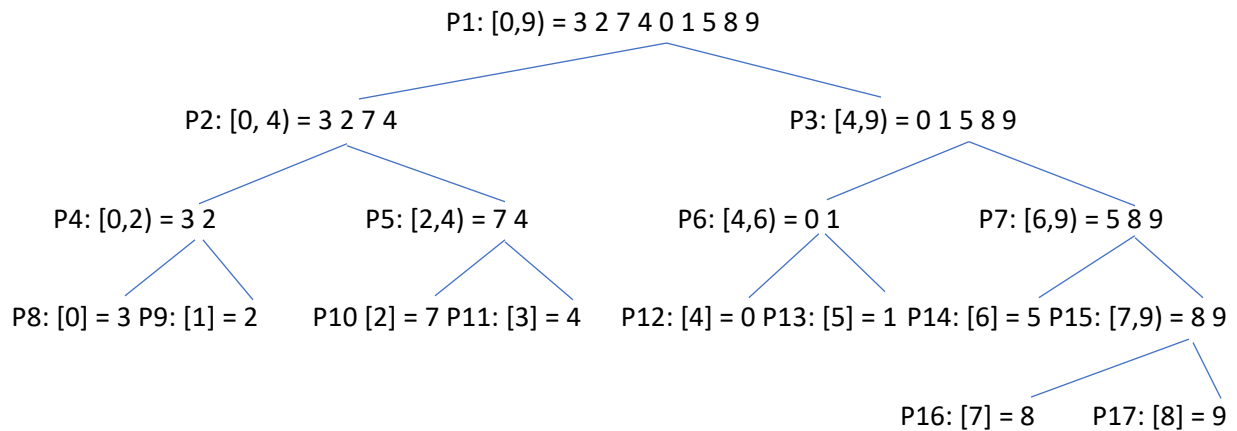 P1: [0,9) = 3 2 7 4 0 1 5 8 9
P2: [0, 4) = 3 2 7 4
P3: [4,9) = 0 1 5 8 9
P4: [0,2) = 3 2
P5: [2,4) = 7 4
P6: [4,6) = 0 1
P7: [6,9) = 5 8 9
P8: [0] = 3
P9: [1] = 2
P10 [2] = 7
P11: [3] = 4
P12: [4] = 0
P13: [5] = 1
P14: [6] = 5
P15: [7,9) = 8 9
P16: [7] = 8
P17: [8] = 9